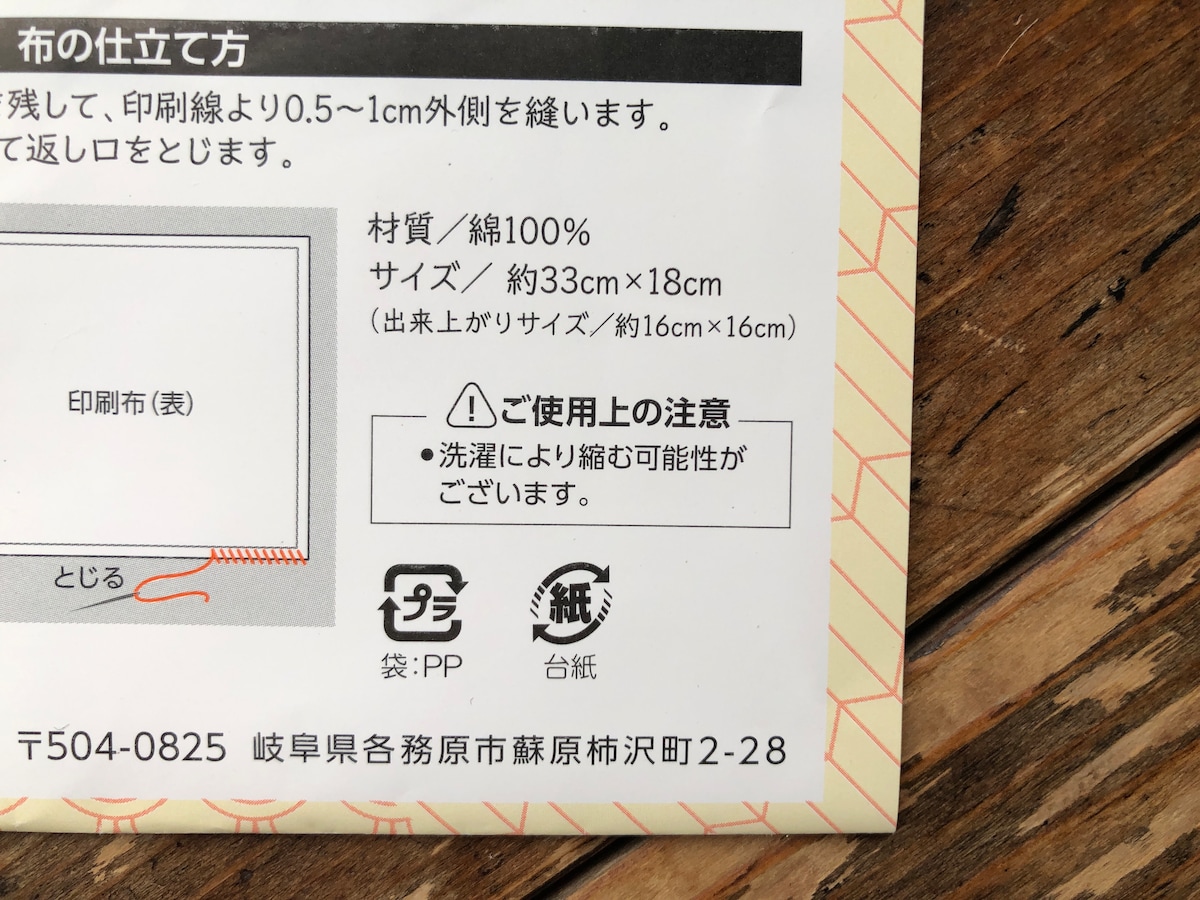 布の仕立て方
残して、印刷線より0.5〜1cm外側を縫います。
て返し口をとじます。
材質／綿100%
サイズ／ 約33cm×18cm
（出来上がりサイズ／約16cm×16cm）
印刷布（表）
ご使用上の注意
•洗濯により縮む可能性が
ございます。
とじる
プラ
紙
袋：PP
台紙
〒504-0825 岐阜県各務原市蘇原柿沢町2-28